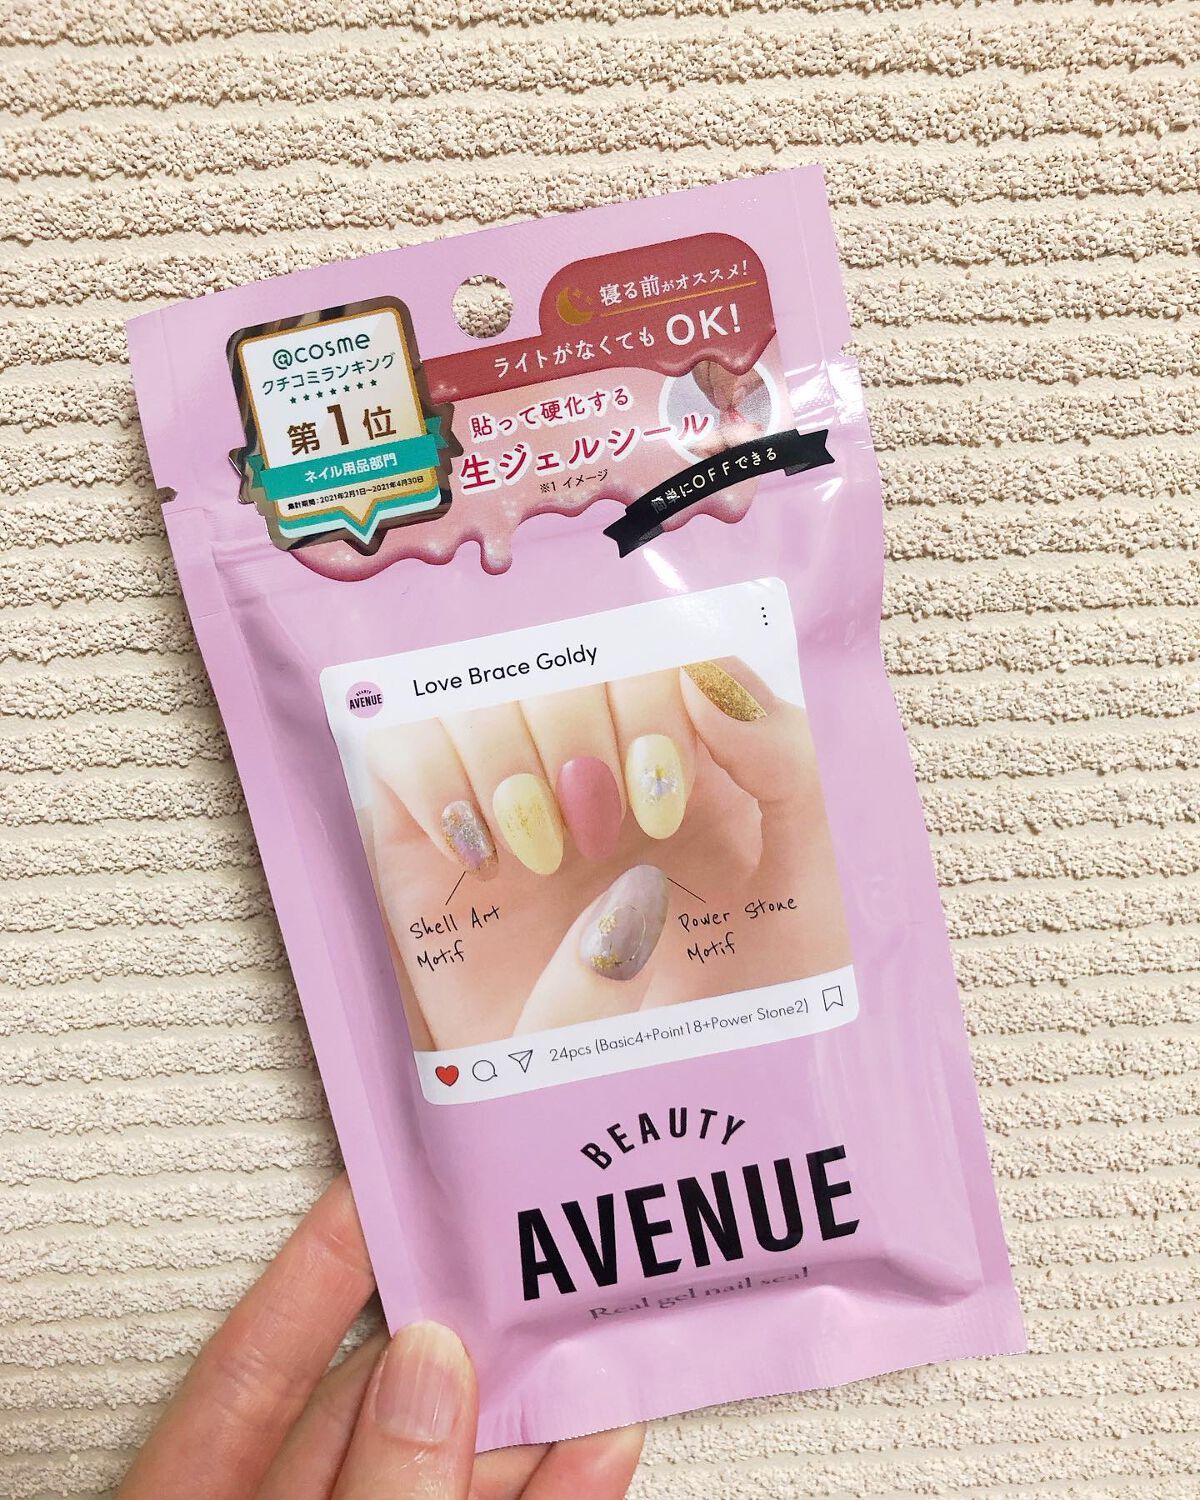 @cosme
クチコミランキング
第1位
ネイル用品部門
集計期間:2021年2月1日~2021年4月30日
寝る前がオススメ!
ライトがなくても OK!
貼って硬化する
生ジェルシール
※1 イメージ
簡単にOFFできる
BEAUTY
AVENUE
Love Brace Goldy
Shell Art
Motif
Power Stone
Motif
24pcs (Basic4+Point18+Power Stone2)
BEAUTY
AVENUE
Real gel nail seal